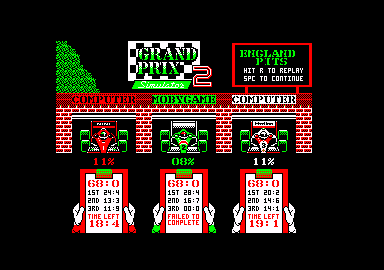 GRAND
PRIX
Simulator
2
ENGLAND
PITS
HIT R TO REPLAY
SPC TO CONTINUE
COMPUTER MOBYGAME COMPUTER
11% 08% 11%
68:0
1ST 24:4
2ND 13:3
3RD 11:9
TIME LEFT
18:4
68:0
1ST 28:4
2ND 16:7
3RD 00:0
FAILED TO
COMPLETE
68:0
1ST 20:2
2ND 14:6
3RD 14:1
TIME LEFT
19:1